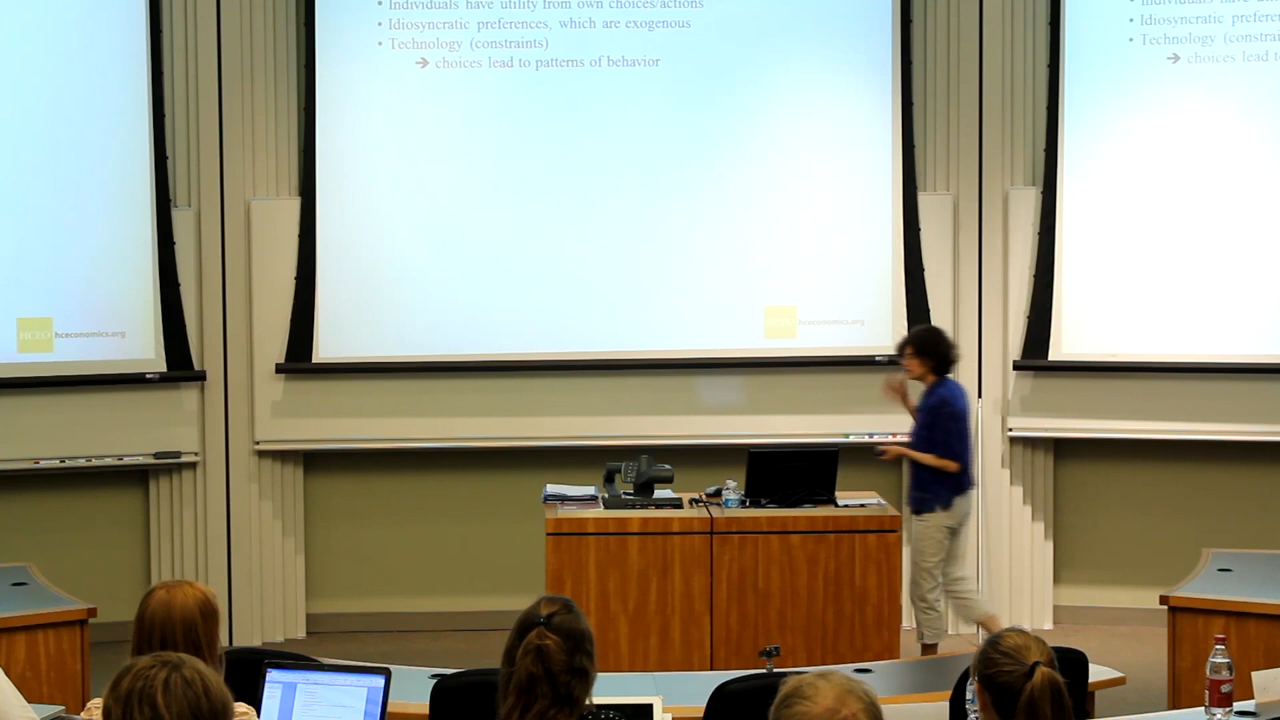 • Individuals have utility from own choices/actions
• Idiosyncratic preferences, which are exogenous
• Technology (constraints)
➔ choices lead to patterns of behavior
HCEO hceconomics.org
• Idiosyncratic prefere
• Technology (constrai
➔ choices lead t
HCEO hceconomics.org